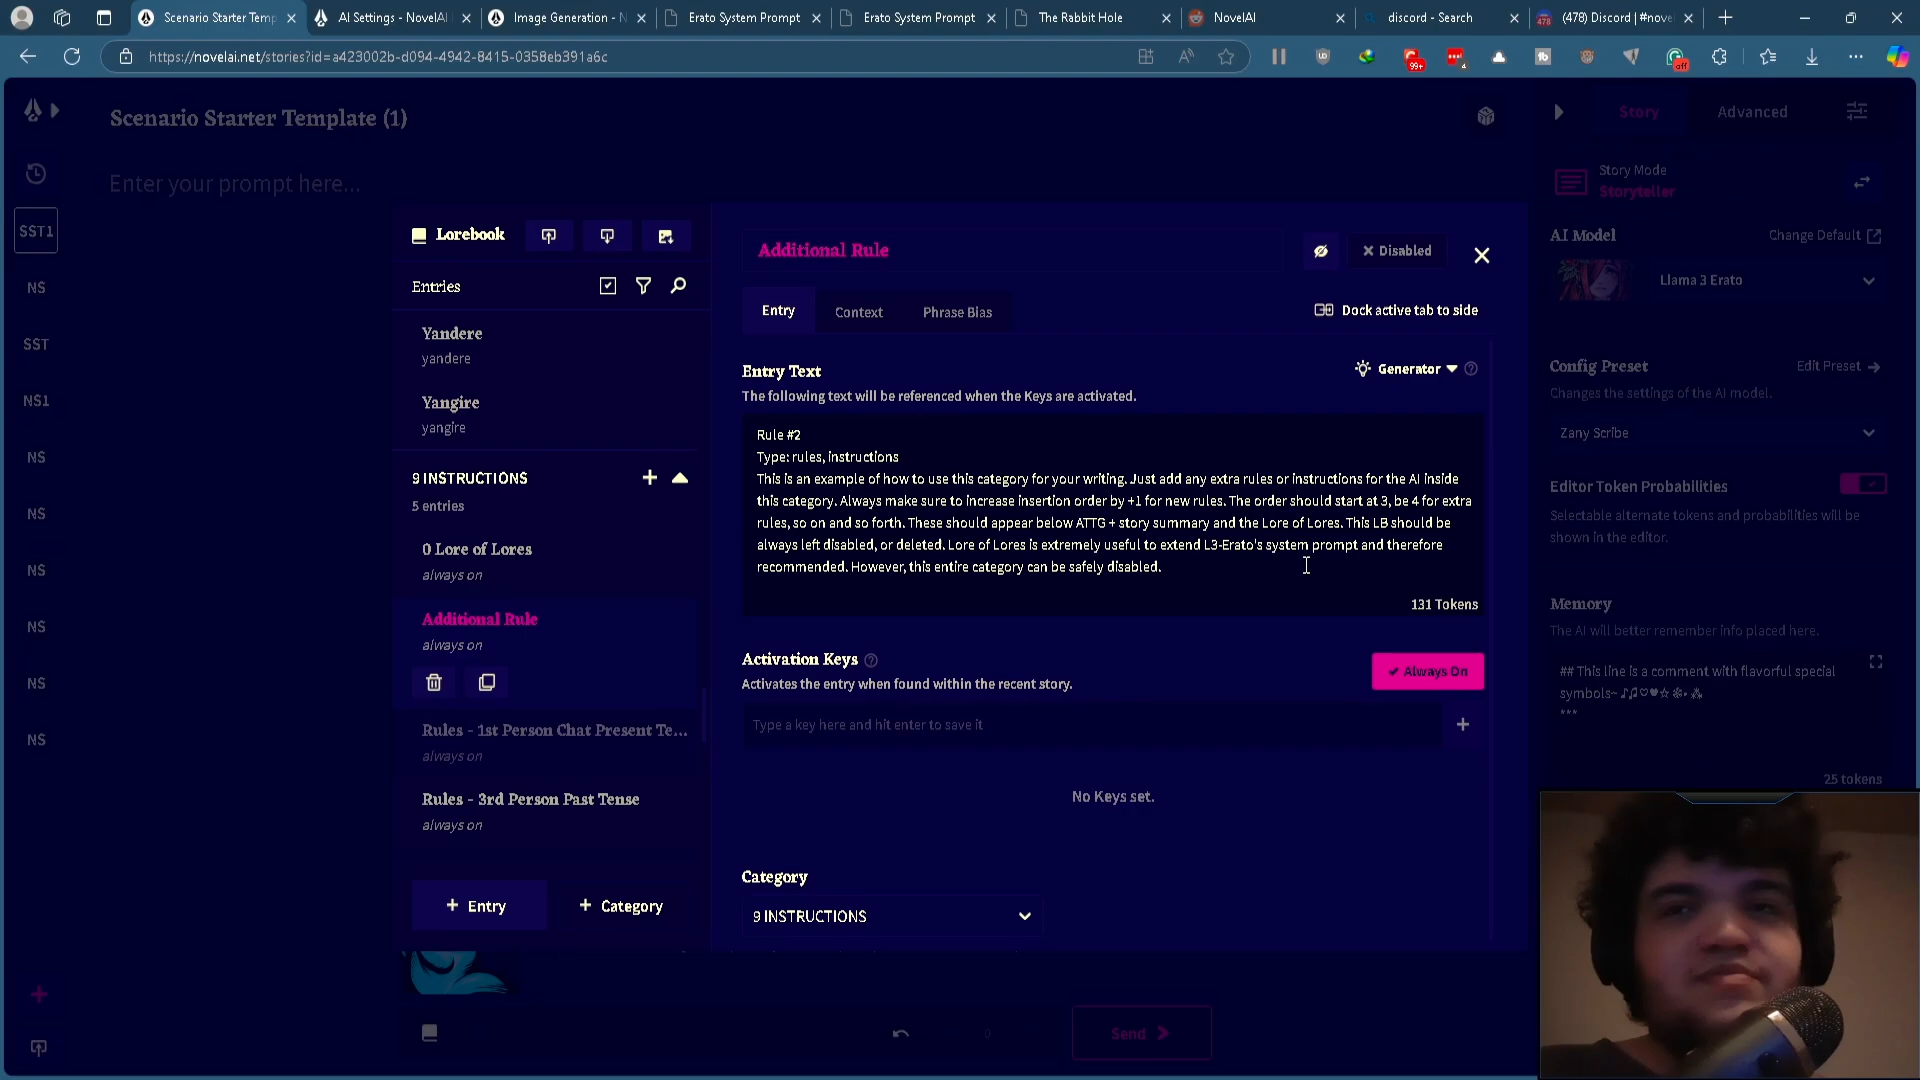 Scenario Starter Temp
AI Settings - NovelAI
Image Generation - N
Erato System Prompt
Erato System Prompt
The Rabbit Hole
NovelAI
discord - Search
(478) Discord | #nove
https://novelai.net/stories?id=a423002b-d094-4942-8415-0358eb391a6c
99+
4
off
Scenario Starter Template (1)
Enter your prompt here...
SST1
NS
SST
NS1
NS
NS
NS
NS
NS
NS
Lorebook
Entries
Yandere
yandere
Yangire
yangire
9 INSTRUCTIONS
5 entries
0 Lore of Lores
always on
Additional Rule
always on
Rules - 1st Person Chat Present Te...
always on
Rules - 3rd Person Past Tense
always on
+ Entry
+ Category
Additional Rule
Disabled
Entry
Context
Phrase Bias
Dock active tab to side
Entry Text
Generator
The following text will be referenced when the Keys are activated.
Rule #2
Type: rules, instructions
This is an example of how to use this category for your writing. Just add any extra rules or instructions for the AI inside
this category. Always make sure to increase insertion order by +1 for new rules. The order should start at 3, be 4 for extra
rules, so on and so forth. These should appear below ATTG + story summary and the Lore of Lores. This LB should be
always left disabled, or deleted. Lore of Lores is extremely useful to extend L3-Erato's system prompt and therefore
recommended. However, this entire category can be safely disabled.
131 Tokens
Activation Keys
Always On
Activates the entry when found within the recent story.
Type a key here and hit enter to save it
No Keys set.
Category
9 INSTRUCTIONS
0
Send
Story
Advanced
Story Mode
Storyteller
AI Model
Change Default
Llama 3 Erato
Config Preset
Edit Preset
Changes the settings of the AI model.
Zany Scribe
Editor Token Probabilities
Selectable alternate tokens and probabilities will be
shown in the editor.
Memory
The AI will better remember info placed here.
## This line is a comment with flavorful special
symbols~
***
25 tokens